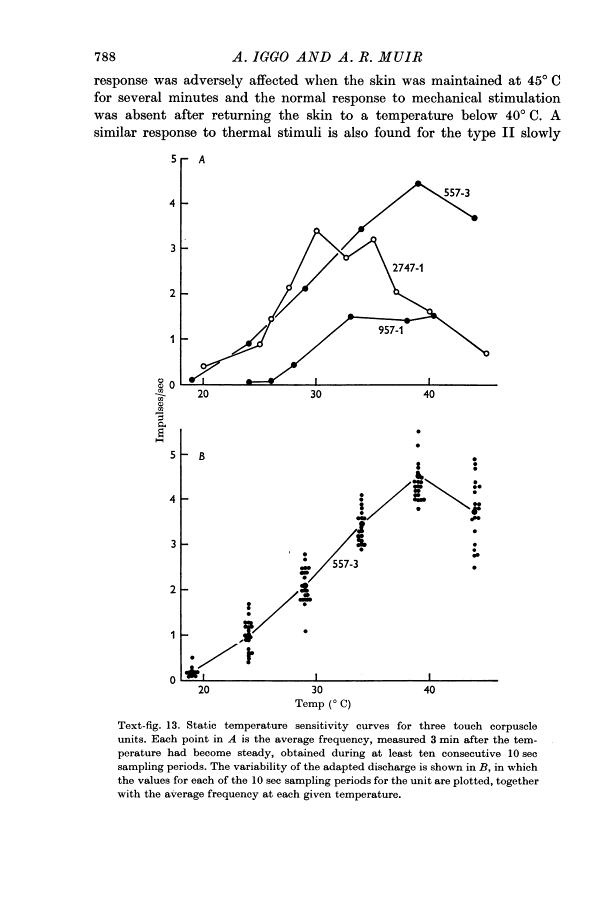 788
A. IGGO AND A. R. MUIR
response was adversely affected when the skin was maintained at 45° C
for several minutes and the normal response to mechanical stimulation
was absent after returning the skin to a temperature below 40° C. A
similar response to thermal stimuli is also found for the type II slowly
5
A
4
3
2
1
0
557-3
2747-1
957-1
20
30
40
Impulses/sec
5
B
4
3
2
1
0
557-3
20
30
40
Temp (° C)
Text-fig. 13. Static temperature sensitivity curves for three touch corpuscle
units. Each point in A is the average frequency, measured 3 min after the tem-
perature had become steady, obtained during at least ten consecutive 10 sec
sampling periods. The variability of the adapted discharge is shown in B, in which
the values for each of the 10 sec sampling periods for the unit are plotted, together
with the average frequency at each given temperature.